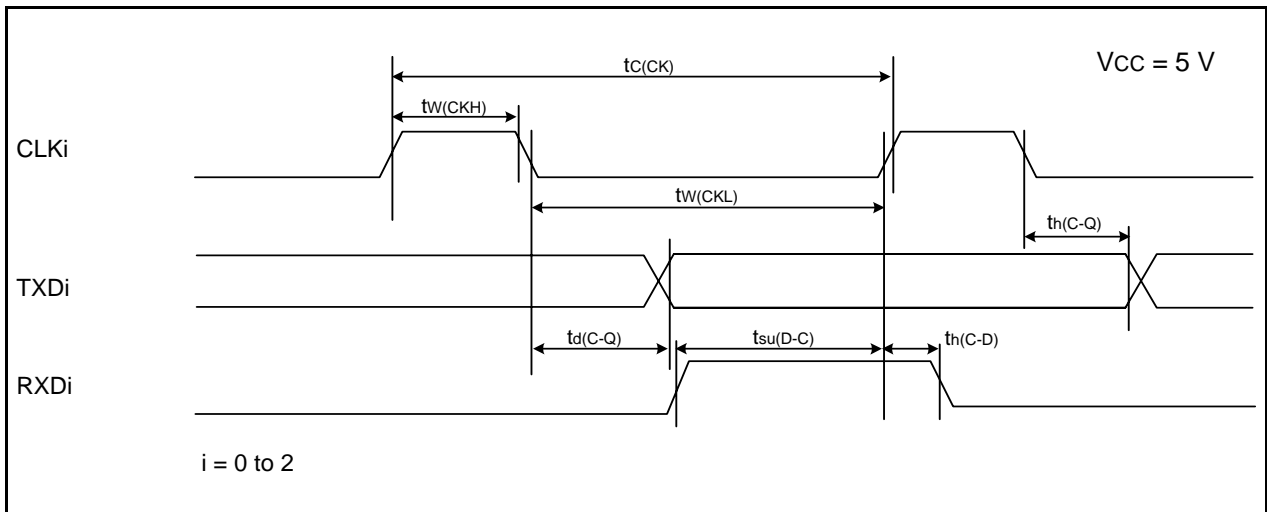 tC(CK)
VCC = 5 V
tW(CKH)
CLKi
tW(CKL)
th(C-Q)
TXDi
td(C-Q)
tsu(D-C)
th(C-D)
RXDi
i = 0 to 2